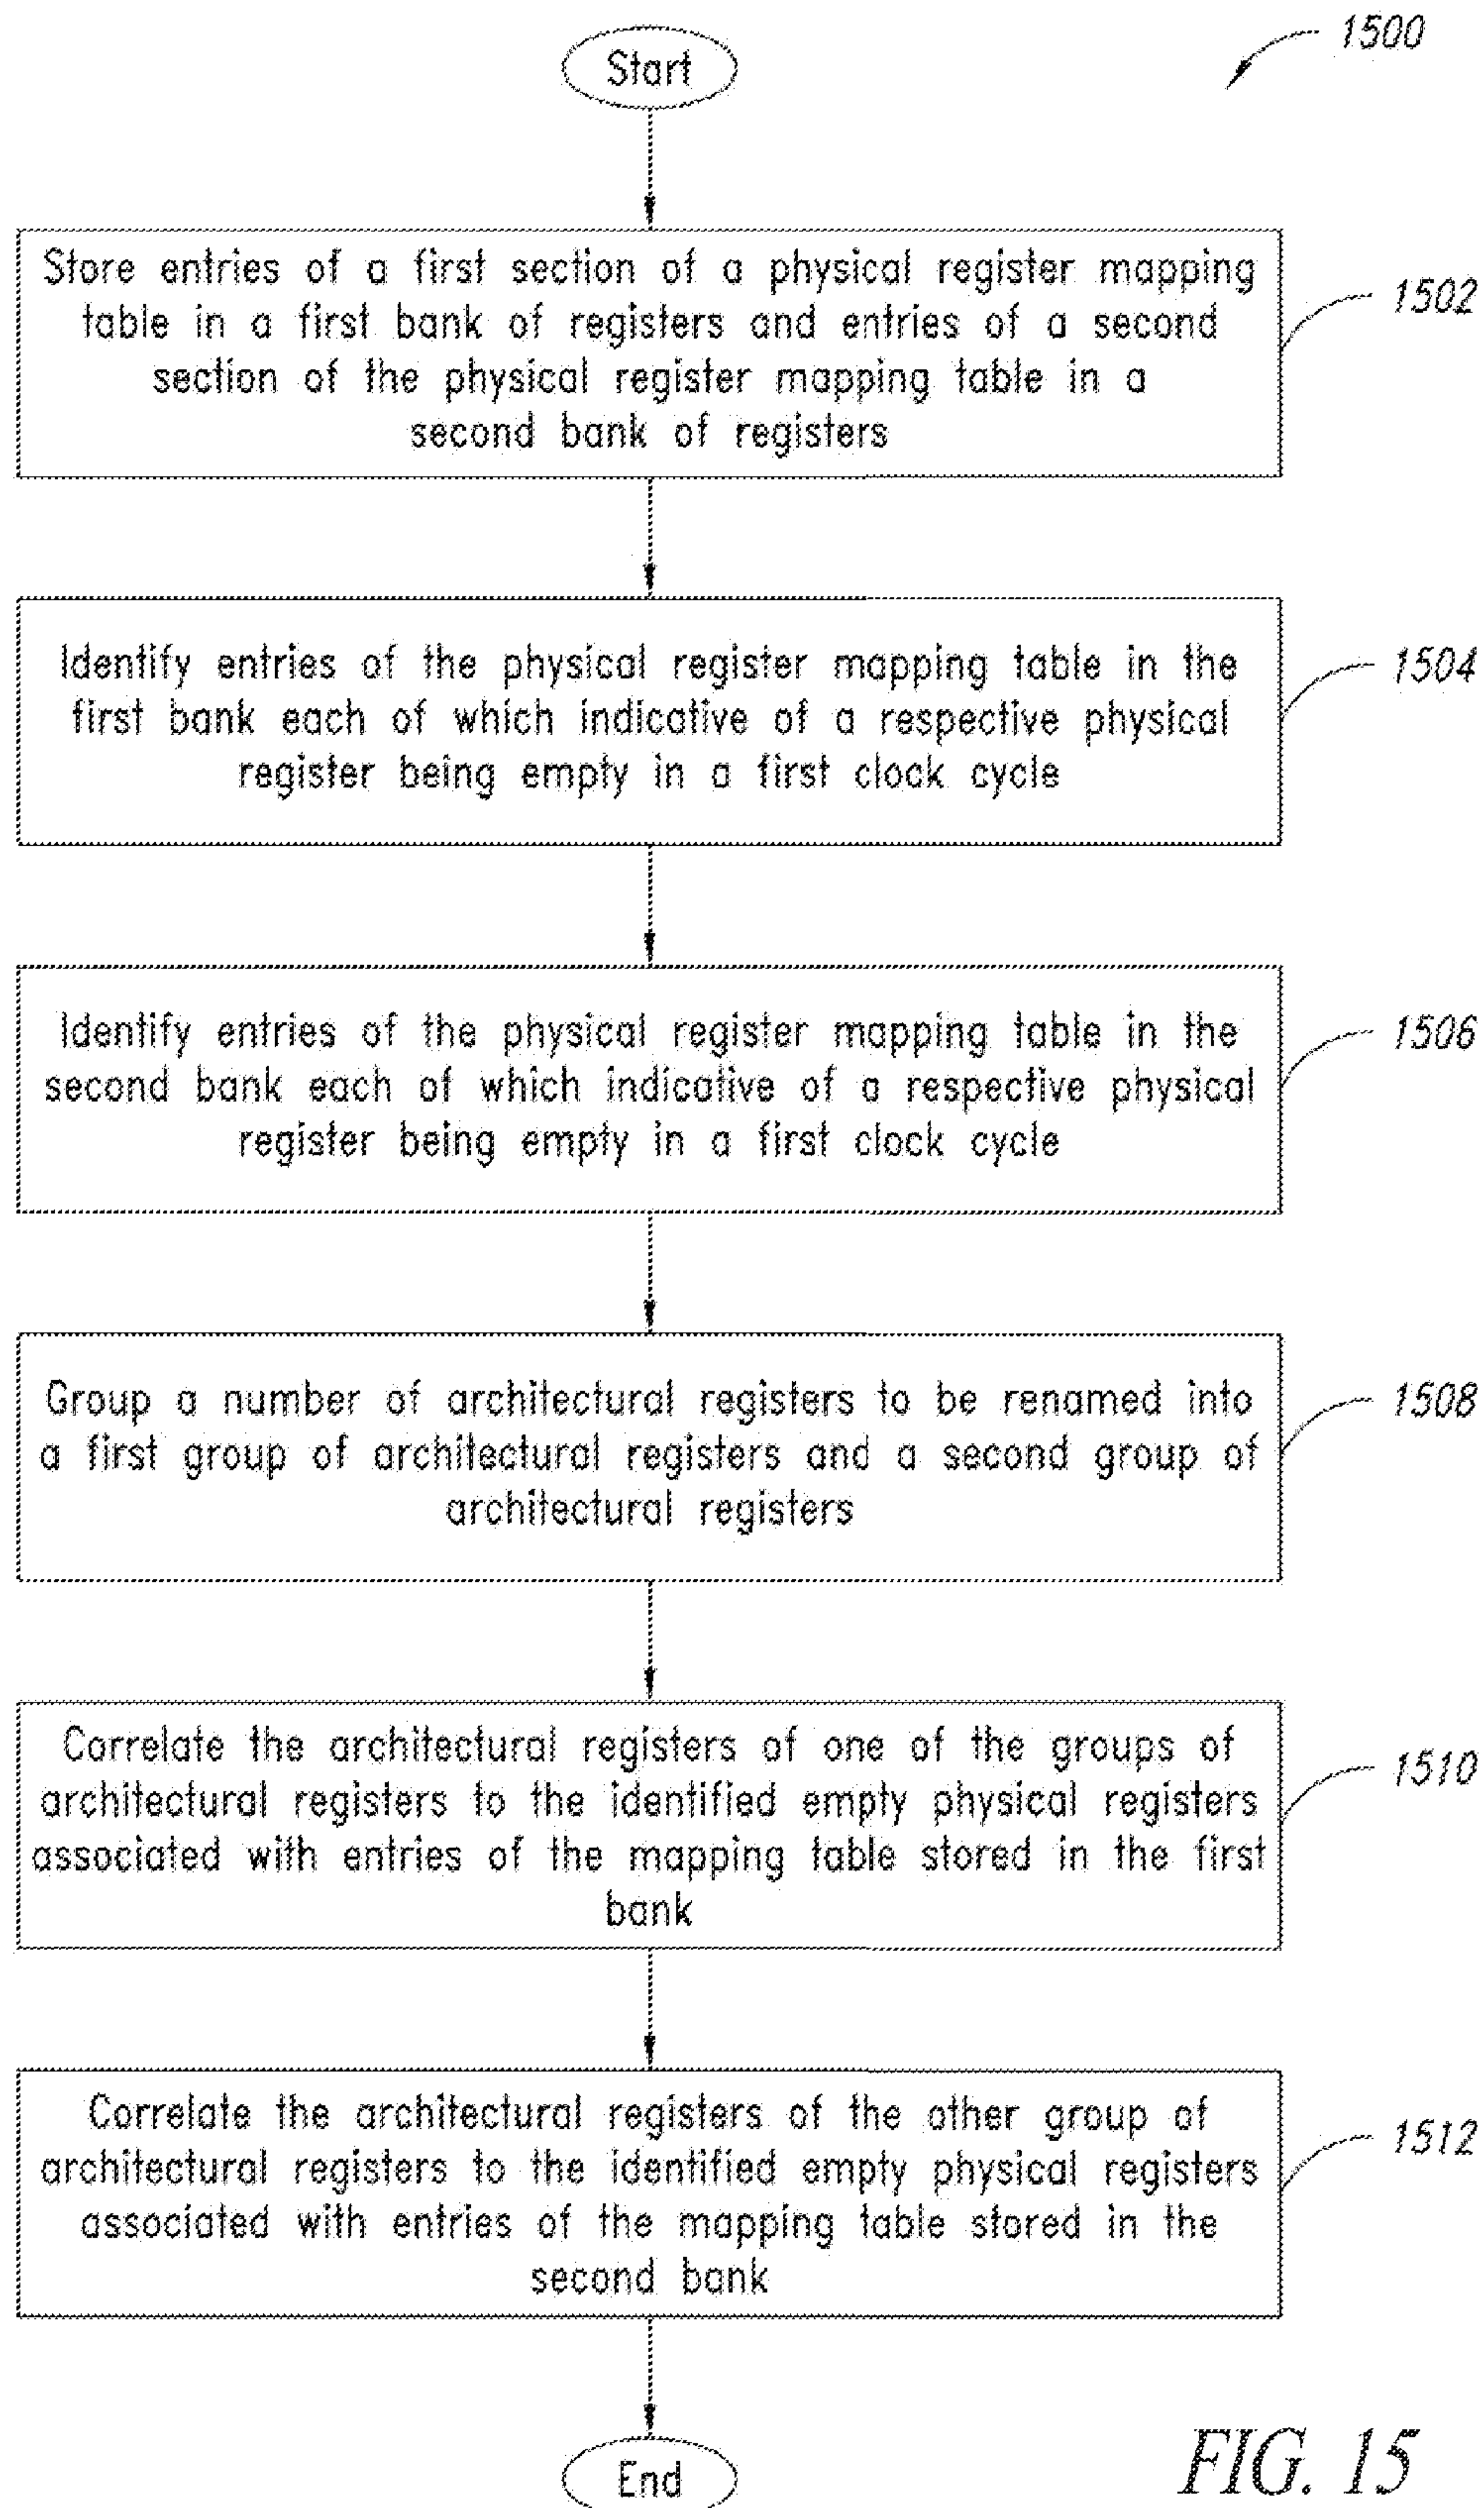 Start
1500
Store entries of a first section of a physical register mapping
table in a first bank of registers and entries of a second
section of the physical register mapping table in a
second bank of registers
1502
Identify entries of the physical register mapping table in the
first bank each of which indicative of a respective physical
register being empty in a first clock cycle
1504
Identify entries of the physical register mapping table in the
second bank each of which indicative of a respective physical
register being empty in a first clock cycle
1506
Group a number of architectural registers to be renamed into
a first group of architectural registers and a second group of
architectural registers
1508
Correlate the architectural registers of one of the groups of
architectural registers to the identified empty physical registers
associated with entries of the mapping table stored in the first
bank
1510
Correlate the architectural registers of the other group of
architectural registers to the identified empty physical registers
associated with entries of the mapping table stored in the
second bank
1512
End
FIG. 15